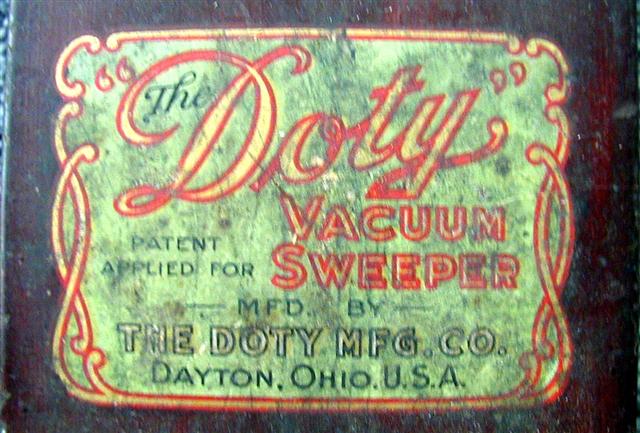 "The Doty"
VACUUM
PATENT
APPLIED FOR SWEEPER
— MFD. BY —
THE DOTY MFG. CO.
DAYTON, OHIO. U.S.A.